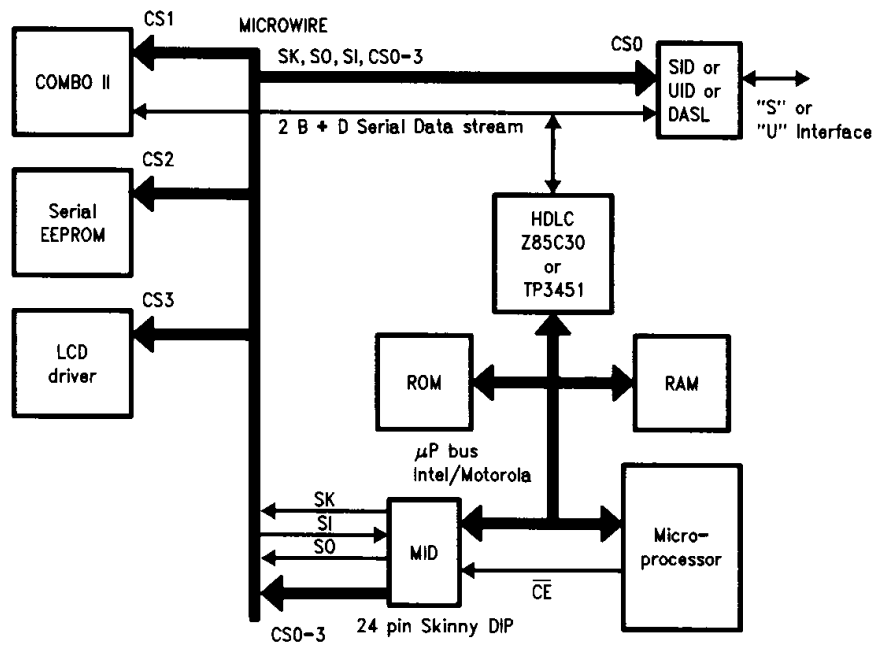 CS1
MICROWIRE
CS0
COMBO II
SK, SO, SI, CS0-3
SID or
UID or
DASL
"S" or
"U" Interface
2 B + D Serial Data stream
CS2
Serial
EEPROM
HDLC
Z85C30
or
TP3451
CS3
LCD
driver
ROM
RAM
μP bus
Intel/Motorola
SK
SI
SO
MID
Micro-
processor
CE
CS0-3
24 pin Skinny DIP